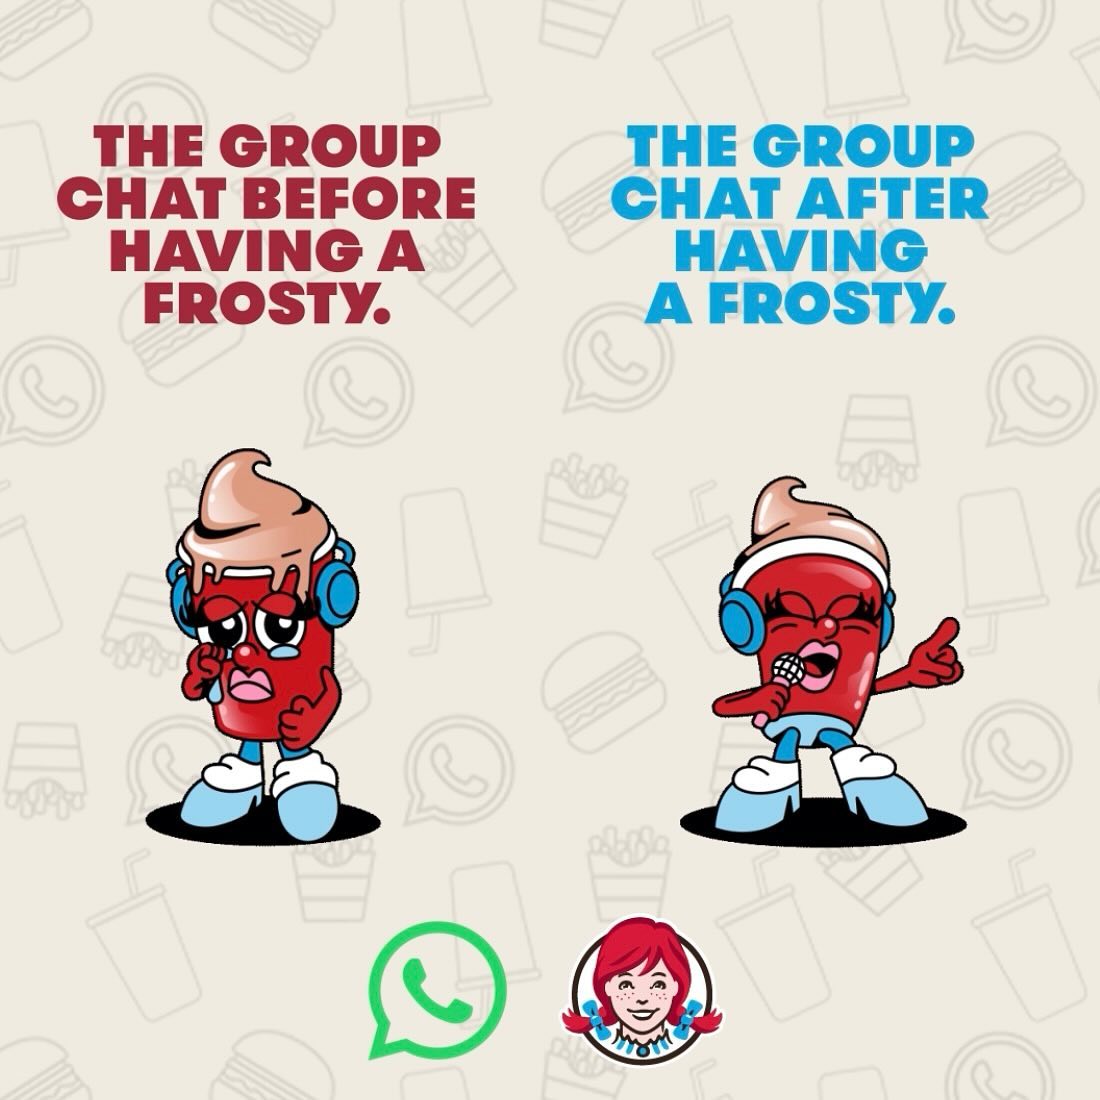 THE GROUP
CHAT BEFORE
HAVING A
FROSTY.
THE GROUP
CHAT AFTER
HAVING
A FROSTY.